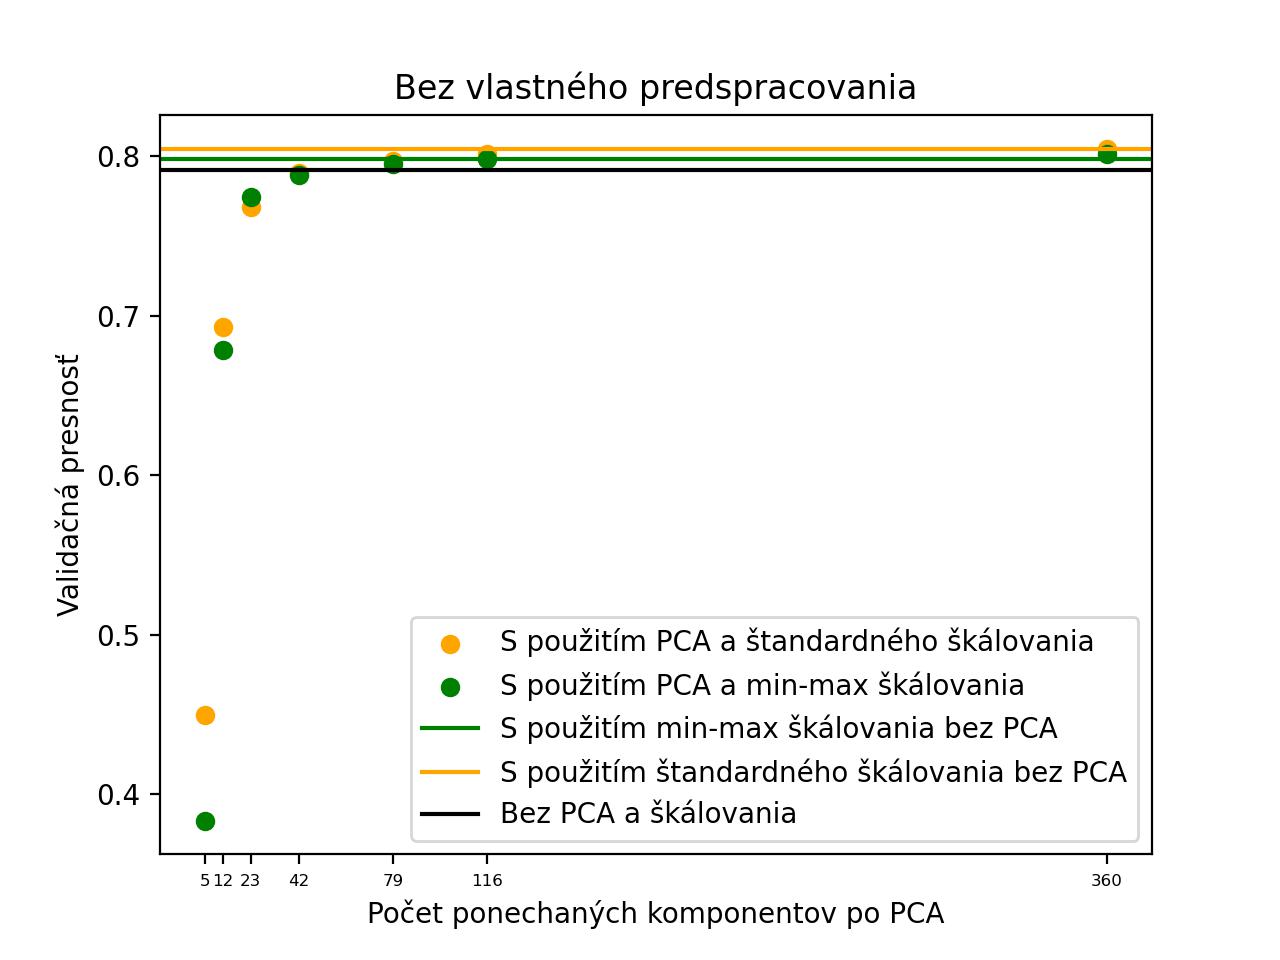 Bez vlastného predspracovania
0.8
0.7
0.6
0.5
0.4
Validačná presnosť
S použitím PCA a štandardného škálovania
S použitím PCA a min-max škálovania
S použitím min-max škálovania bez PCA
S použitím štandardného škálovania bez PCA
Bez PCA a škálovania
5 12 23 42 79 116 360
Počet ponechaných komponentov po PCA